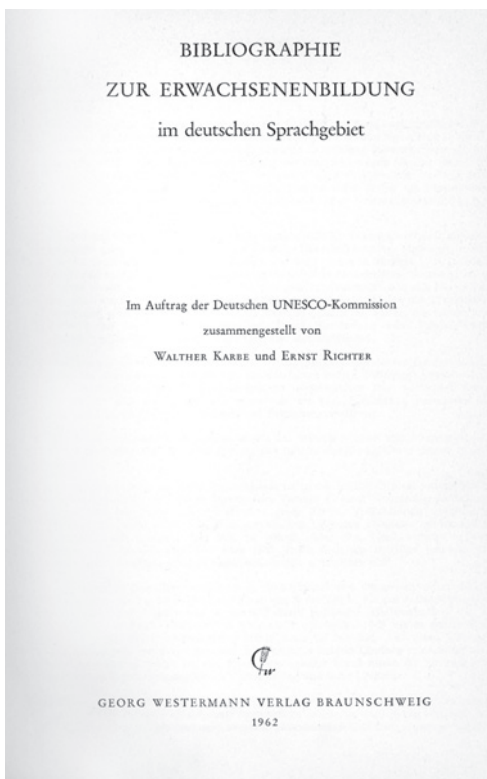 BIBLIOGRAPHIE
ZUR ERWACHSENENBILDUNG
im deutschen Sprachgebiet
Im Auftrag der Deutschen UNESCO-Kommission
zusammengestellt von
WALTHER KARBE und ERNST RICHTER
GEORG WESTERMANN VERLAG BRAUNSCHWEIG
1962